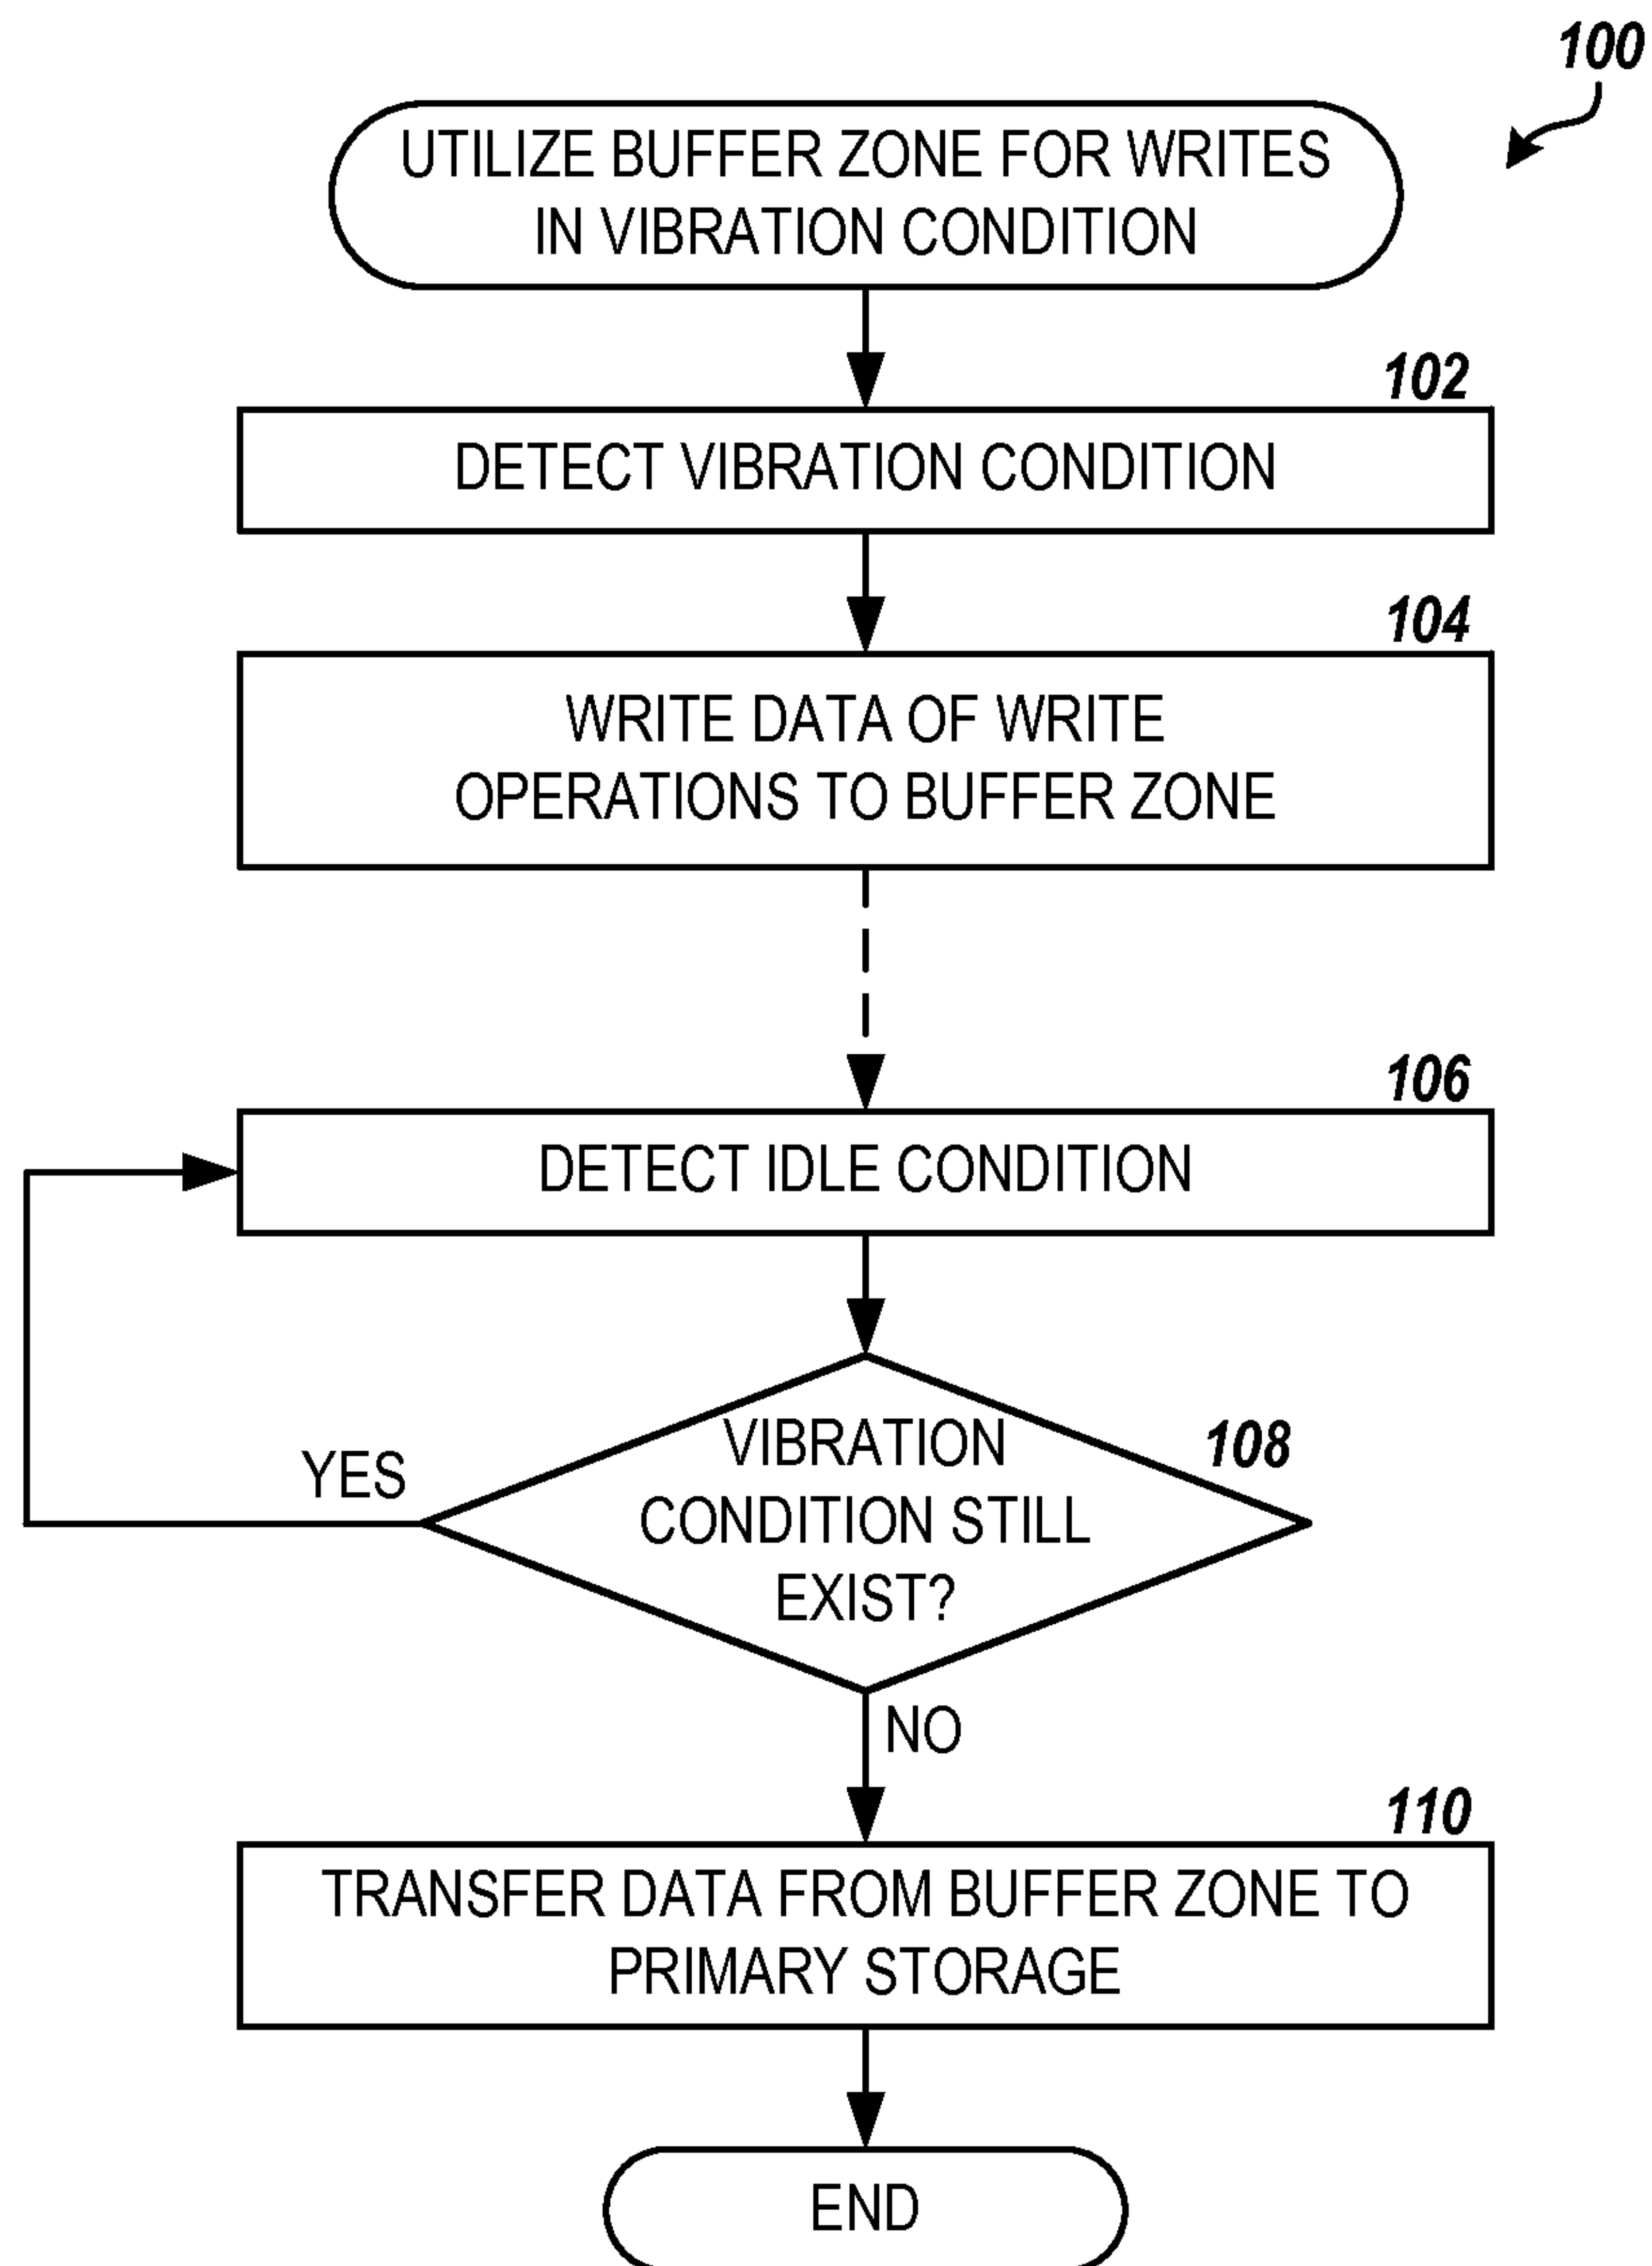 100
UTILIZE BUFFER ZONE FOR WRITES
IN VIBRATION CONDITION
102
DETECT VIBRATION CONDITION
104
WRITE DATA OF WRITE
OPERATIONS TO BUFFER ZONE
106
DETECT IDLE CONDITION
VIBRATION
CONDITION STILL
EXIST?
108
YES
NO
110
TRANSFER DATA FROM BUFFER ZONE TO
PRIMARY STORAGE
END